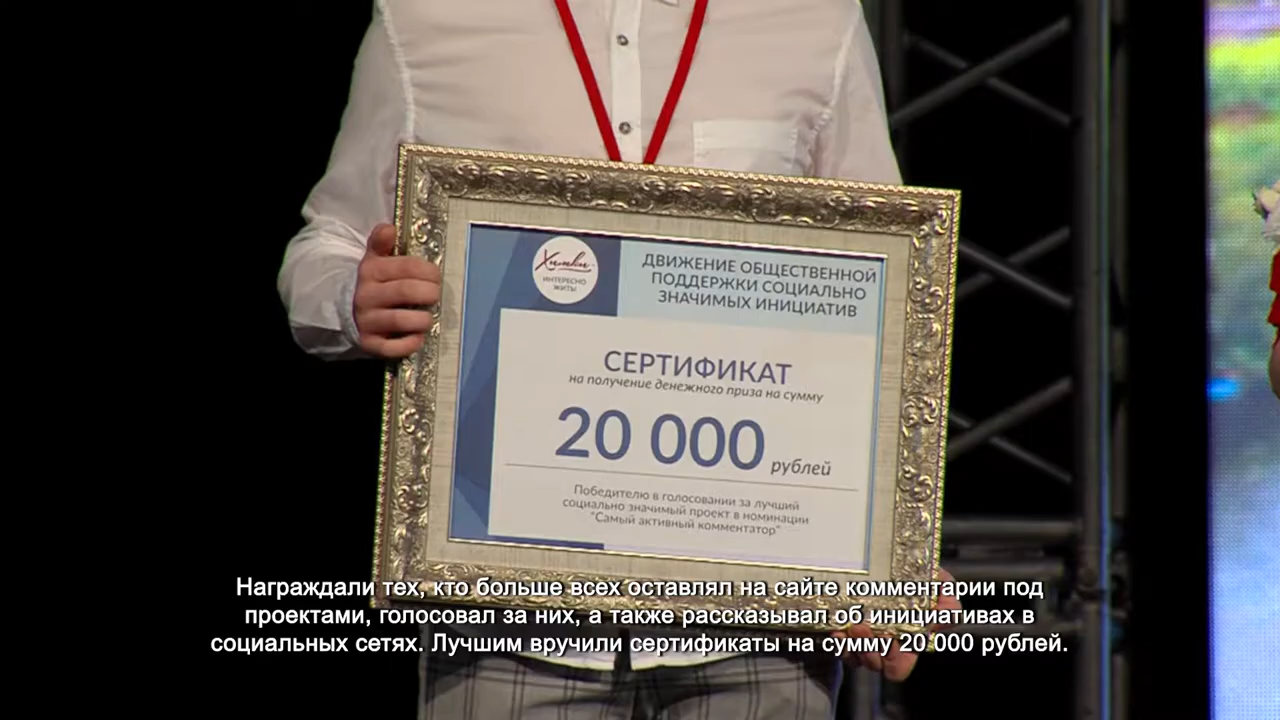 Химки
ИНТЕРЕСНО
ЖИТЬ!
ДВИЖЕНИЕ ОБЩЕСТВЕННОЙ
ПОДДЕРЖКИ СОЦИАЛЬНО
ЗНАЧИМЫХ ИНИЦИАТИВ
СЕРТИФИКАТ
на получение денежного приза на сумму
20 000 рублей
Победителю в голосовании за лучший
социально значимый проект в номинации
"Самый активный комментатор"
Награждали тех, кто больше всех оставлял на сайте комментарии под
проектами, голосовал за них, а также рассказывал об инициативах в
социальных сетях. Лучшим вручили сертификаты на сумму 20 000 рублей.